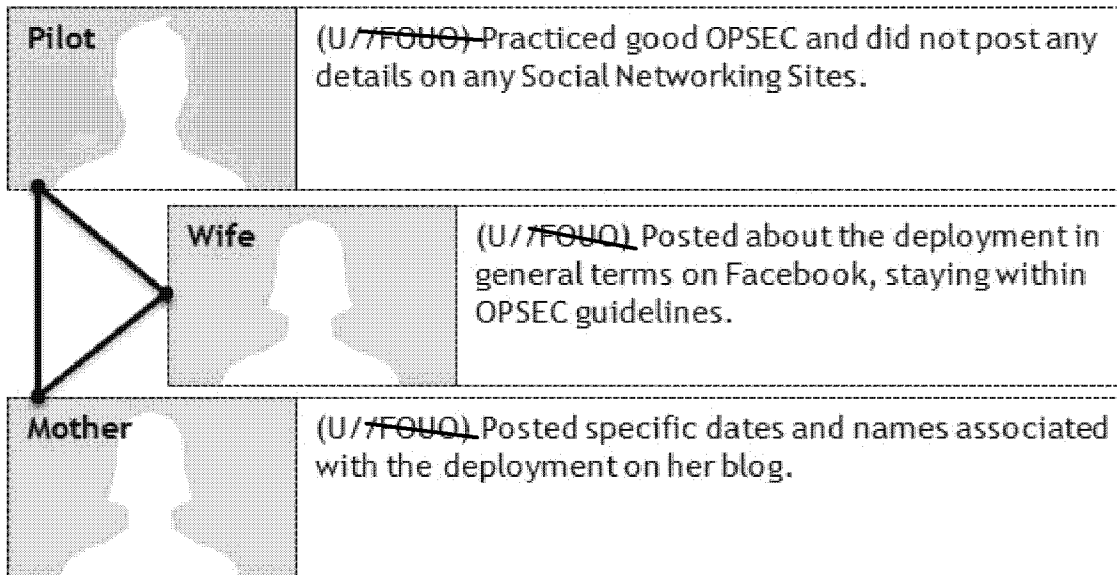 Pilot
(U//FOUO) Practiced good OPSEC and did not post any
details on any Social Networking Sites.
Wife
(U//FOUO) Posted about the deployment in
general terms on Facebook, staying within
OPSEC guidelines.
Mother
(U//FOUO) Posted specific dates and names associated
with the deployment on her blog.